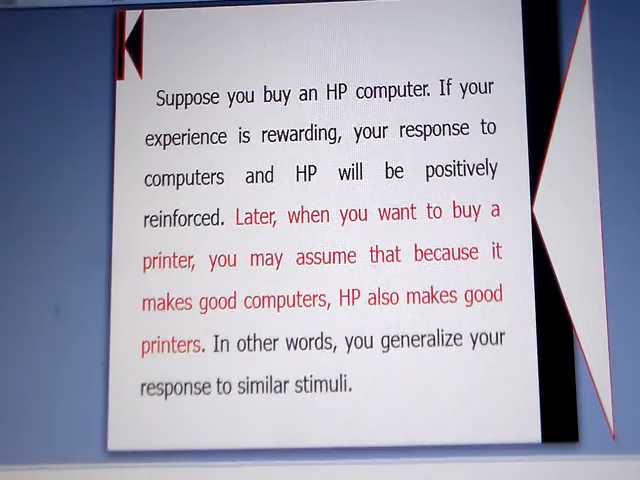 Suppose you buy an HP computer. If your
experience is rewarding, your response to
computers and HP will be positively
reinforced. Later, when you want to buy a
printer, you may assume that because it
makes good computers, HP also makes good
printers. In other words, you generalize your
response to similar stimuli.